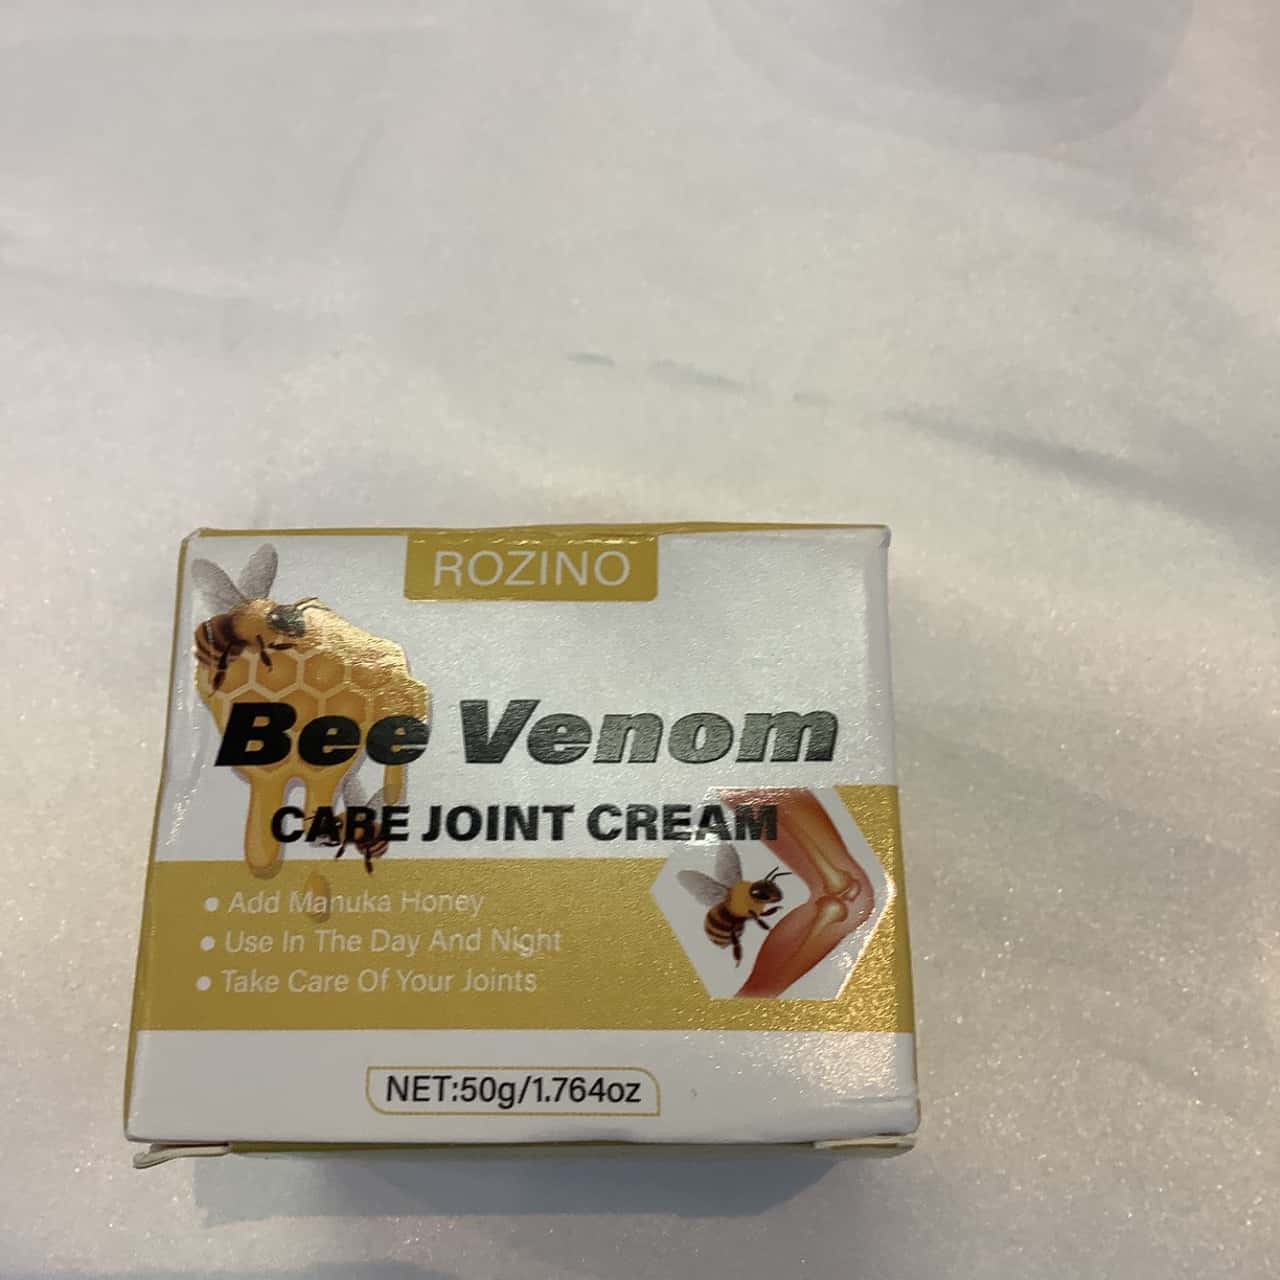 ROZINO
Bee Venom
CARE JOINT CREAM
• Add Manuka Honey
• Use In The Day And Night
• Take Care Of Your Joints
NET:50g/1.764oz